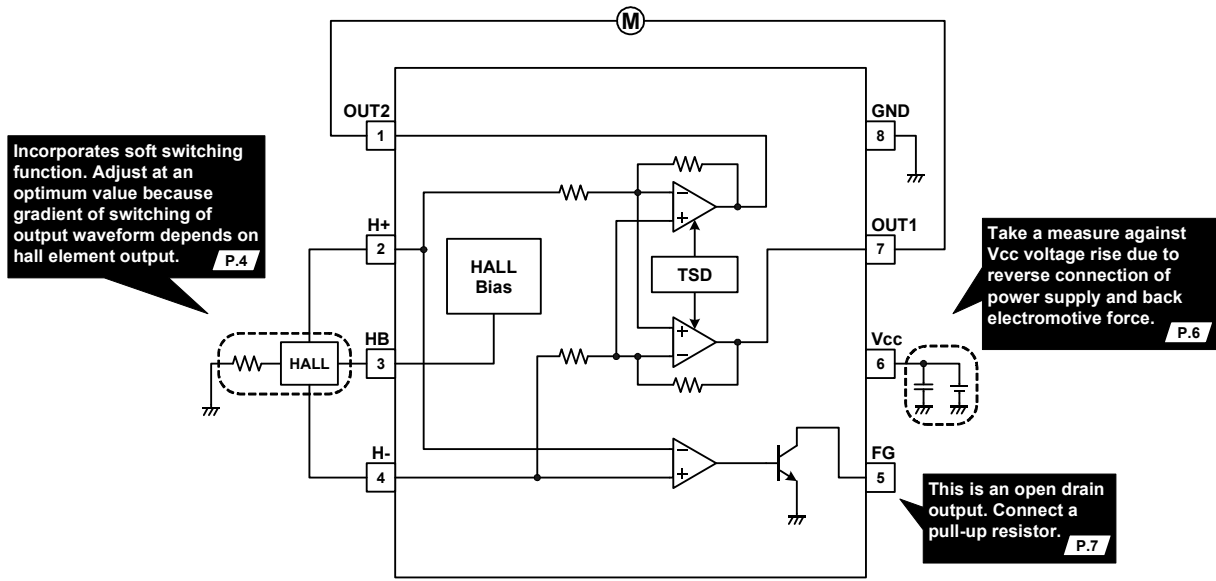 M
OUT2
1
GND
8
Incorporates soft switching
function. Adjust at an
optimum value because
gradient of switching of
output waveform depends on
hall element output.
P.4
H+
2
HALL
Bias
TSD
OUT1
7
Take a measure against
Vcc voltage rise due to
reverse connection of
power supply and back
electromotive force.
P.6
HALL
HB
3
Vcc
6
H-
4
FG
5
This is an open drain
output. Connect a
pull-up resistor.
P.7
−
+
+
−
−
+